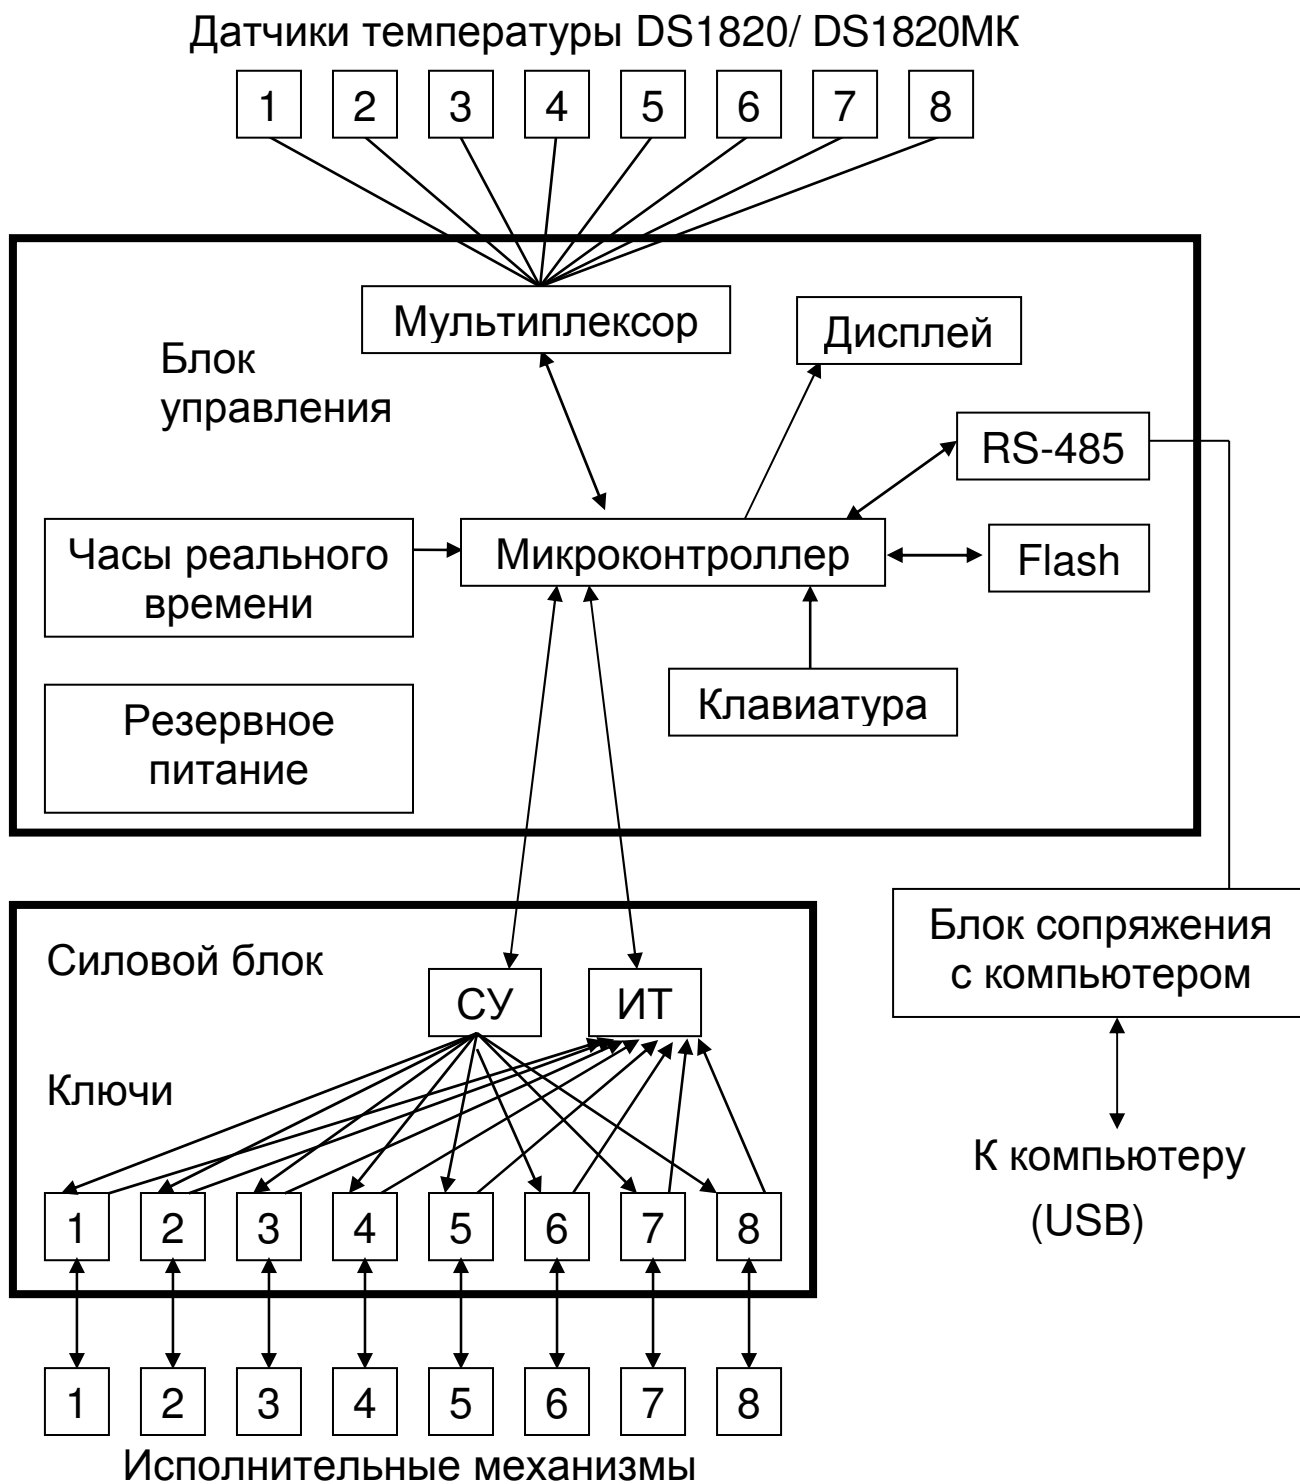 Датчики температуры DS1820/ DS1820МК
1 2 3 4 5 6 7 8
Мультиплексор
Дисплей
Блок
управления
RS-485
Часы реального
времени
Микроконтроллер
Flash
Резервное
питание
Клавиатура
Силовой блок
СУ
ИТ
Блок сопряжения
с компьютером
Ключи
К компьютеру
(USB)
1 2 3 4 5 6 7 8
1 2 3 4 5 6 7 8
Исполнительные механизмы